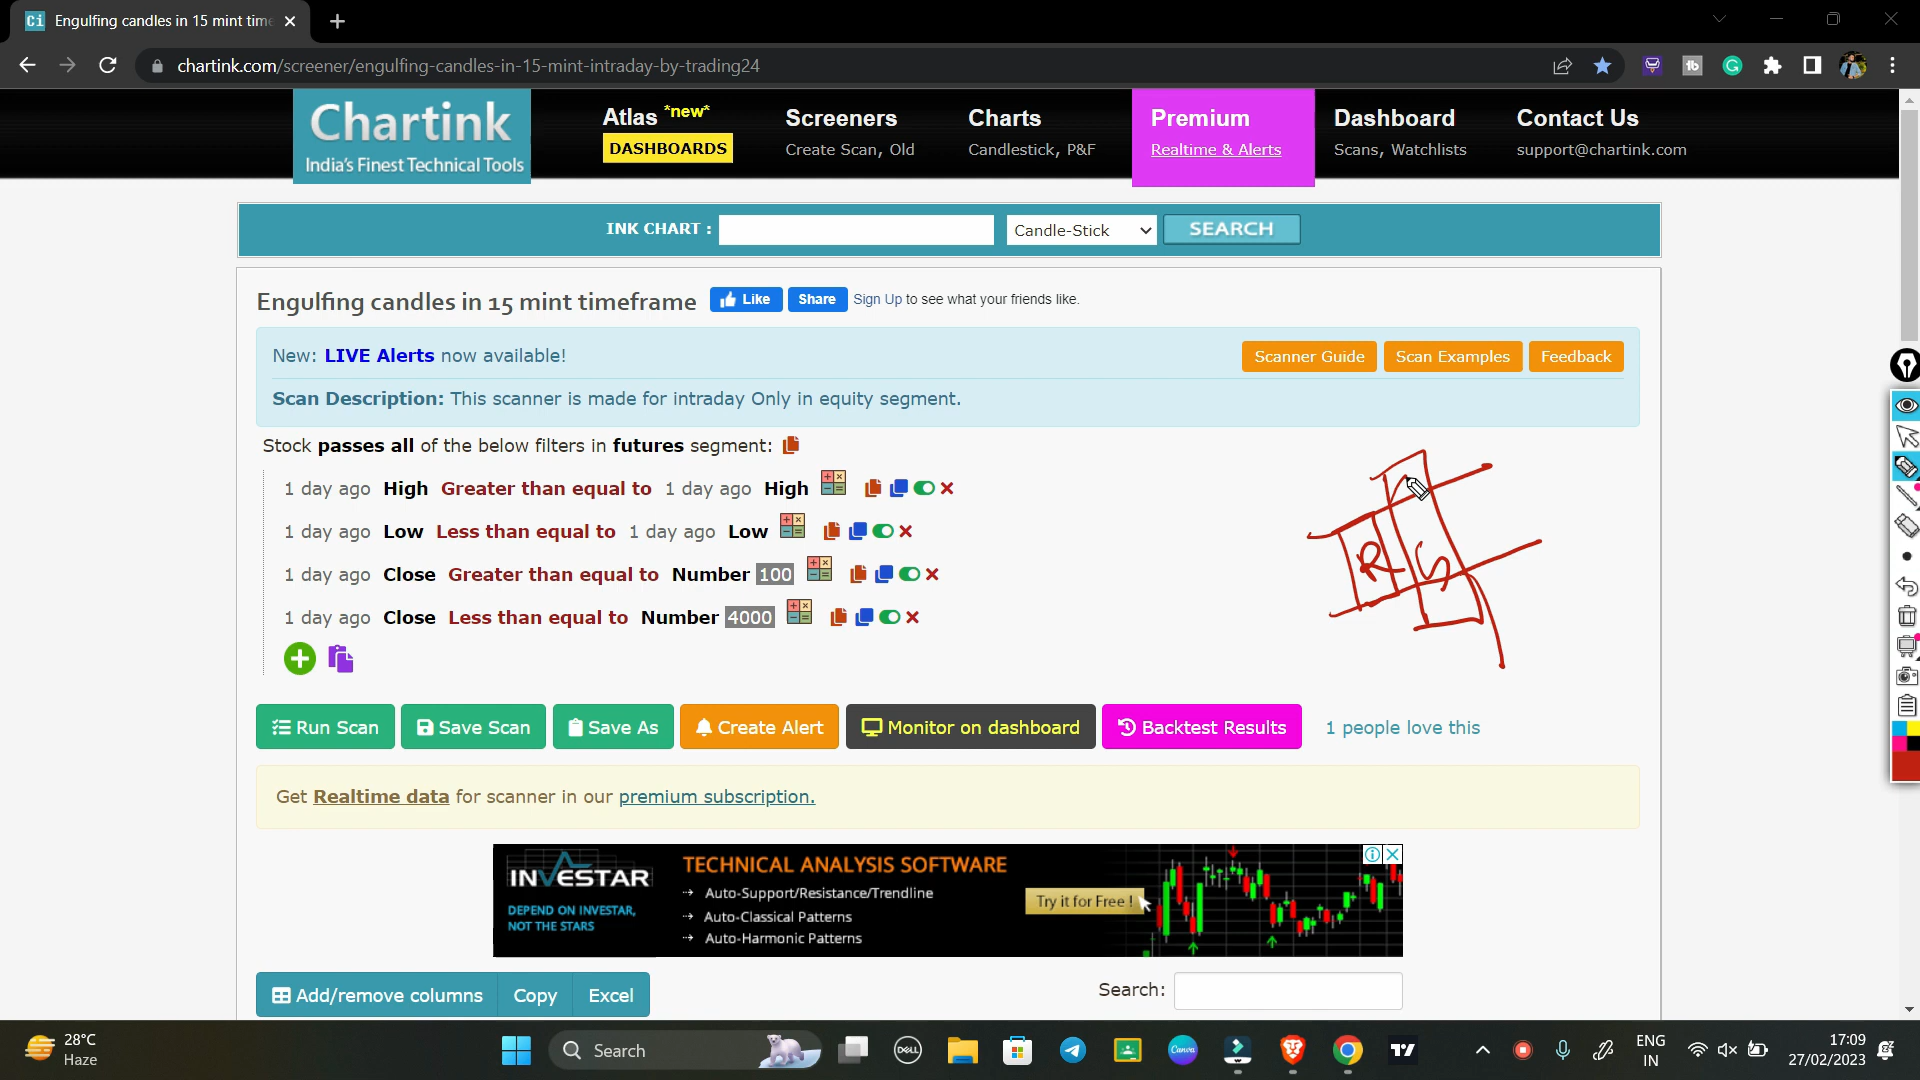 Ci Engulfing candles in 15 mint time
chartink.com/screener/engulfing-candles-in-15-mint-intraday-by-trading24
Chartink
India's Finest Technical Tools
Atlas *new*
DASHBOARDS
Screeners
Create Scan, Old
Charts
Candlestick, P&F
Premium
Realtime & Alerts
Dashboard
Scans, Watchlists
Contact Us
support@chartink.com
INK CHART : Candle-Stick SEARCH
Engulfing candles in 15 mint timeframe Like Share Sign Up to see what your friends like.
New: LIVE Alerts now available! Scanner Guide Scan Examples Feedback
Scan Description: This scanner is made for intraday Only in equity segment.
Stock passes all of the below filters in futures segment:
1 day ago High Greater than equal to 1 day ago High
1 day ago Low Less than equal to 1 day ago Low
1 day ago Close Greater than equal to Number 100
1 day ago Close Less than equal to Number 4000
R S
Run Scan Save Scan Save As Create Alert Monitor on dashboard Backtest Results 1 people love this
Get Realtime data for scanner in our premium subscription.
INVESTAR
DEPEND ON INVESTAR,
NOT THE STARS
TECHNICAL ANALYSIS SOFTWARE
Auto-Support/Resistance/Trendline
Auto-Classical Patterns
Auto-Harmonic Patterns
Try it for Free !
Add/remove columns Copy Excel Search:
28°C
Haze
Search
DELL
Canva
ENG
IN
17:09
27/02/2023